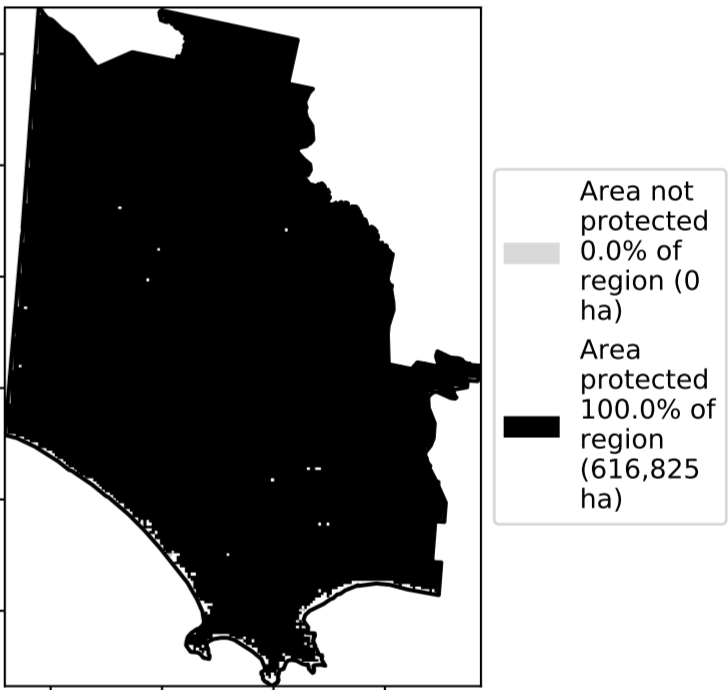 Area not
protected
0.0% of
region (0
ha)
Area
protected
100.0% of
region
(616,825
ha)